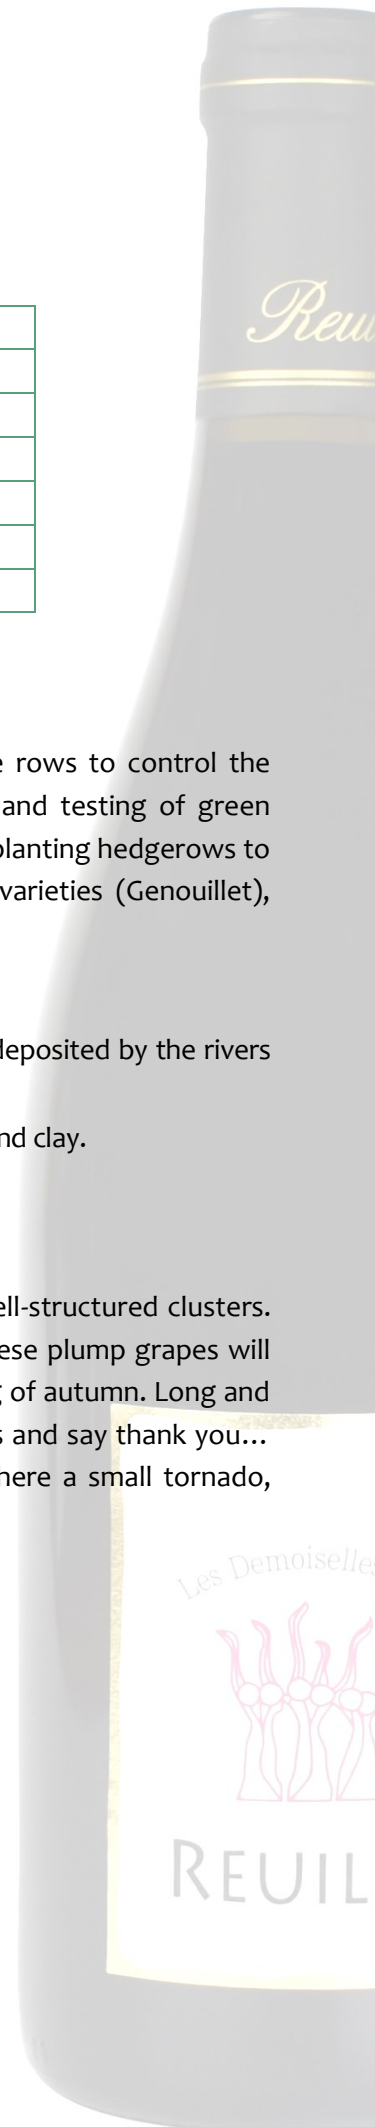 Reui
rows to control the
and testing of green
planting hedgerows to
varieties (Genouillet),
deposited by the rivers
nd clay.
ell-structured clusters.
ese plump grapes will
of autumn. Long and
and say thank you…
here a small tornado,
Les Demoiselles
REUIL